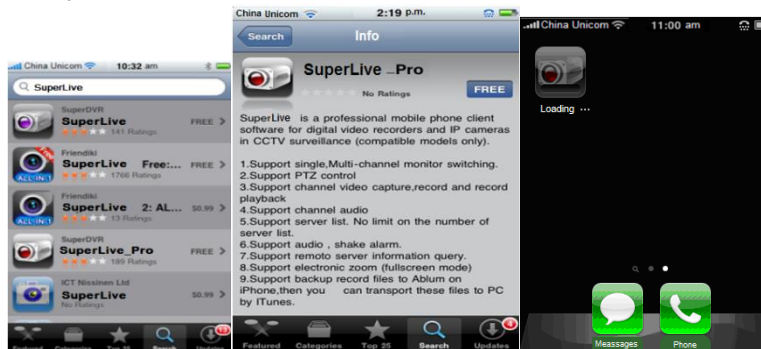 China Unicom 10:32 am
SuperLive
SuperDVR
SuperLive FREE >
141 Ratings
Friendiki
SuperLive Free:... FREE >
1766 Ratings
ALL-IN-1
Friendiki
SuperLive 2: AL... $0.99 >
13 Ratings
ALL-IN-1
SuperDVR
SuperLive_Pro FREE >
189 Ratings
ICT Nissinen Ltd
SuperLive $0.99 >
No Ratings
Featured Categories Top 25 Search Updates
China Unicom 2:19 p.m.
Search Info
SuperLive _Pro
No Ratings FREE
SuperLive is a professional mobile phone client
software for digital video recorders and IP cameras
in CCTV surveillance (compatible models only).
1.Support single,Multi-channel monitor switching.
2.Support PTZ control
3.Support channel video capture,record and record
playback
4.Support channel audio
5.Support server list. No limit on the number of
server list.
6.Support audio , shake alarm.
7.Support remoto server information query.
8.Support electronic zoom (fullscreen mode)
9.Support backup record files to Ablum on
iPhone,then you can transport these files to PC
by ITunes.
Featured Categories Top 25 Search Updates
China Unicom 11:00 am
Loading ...
Meassages Phone